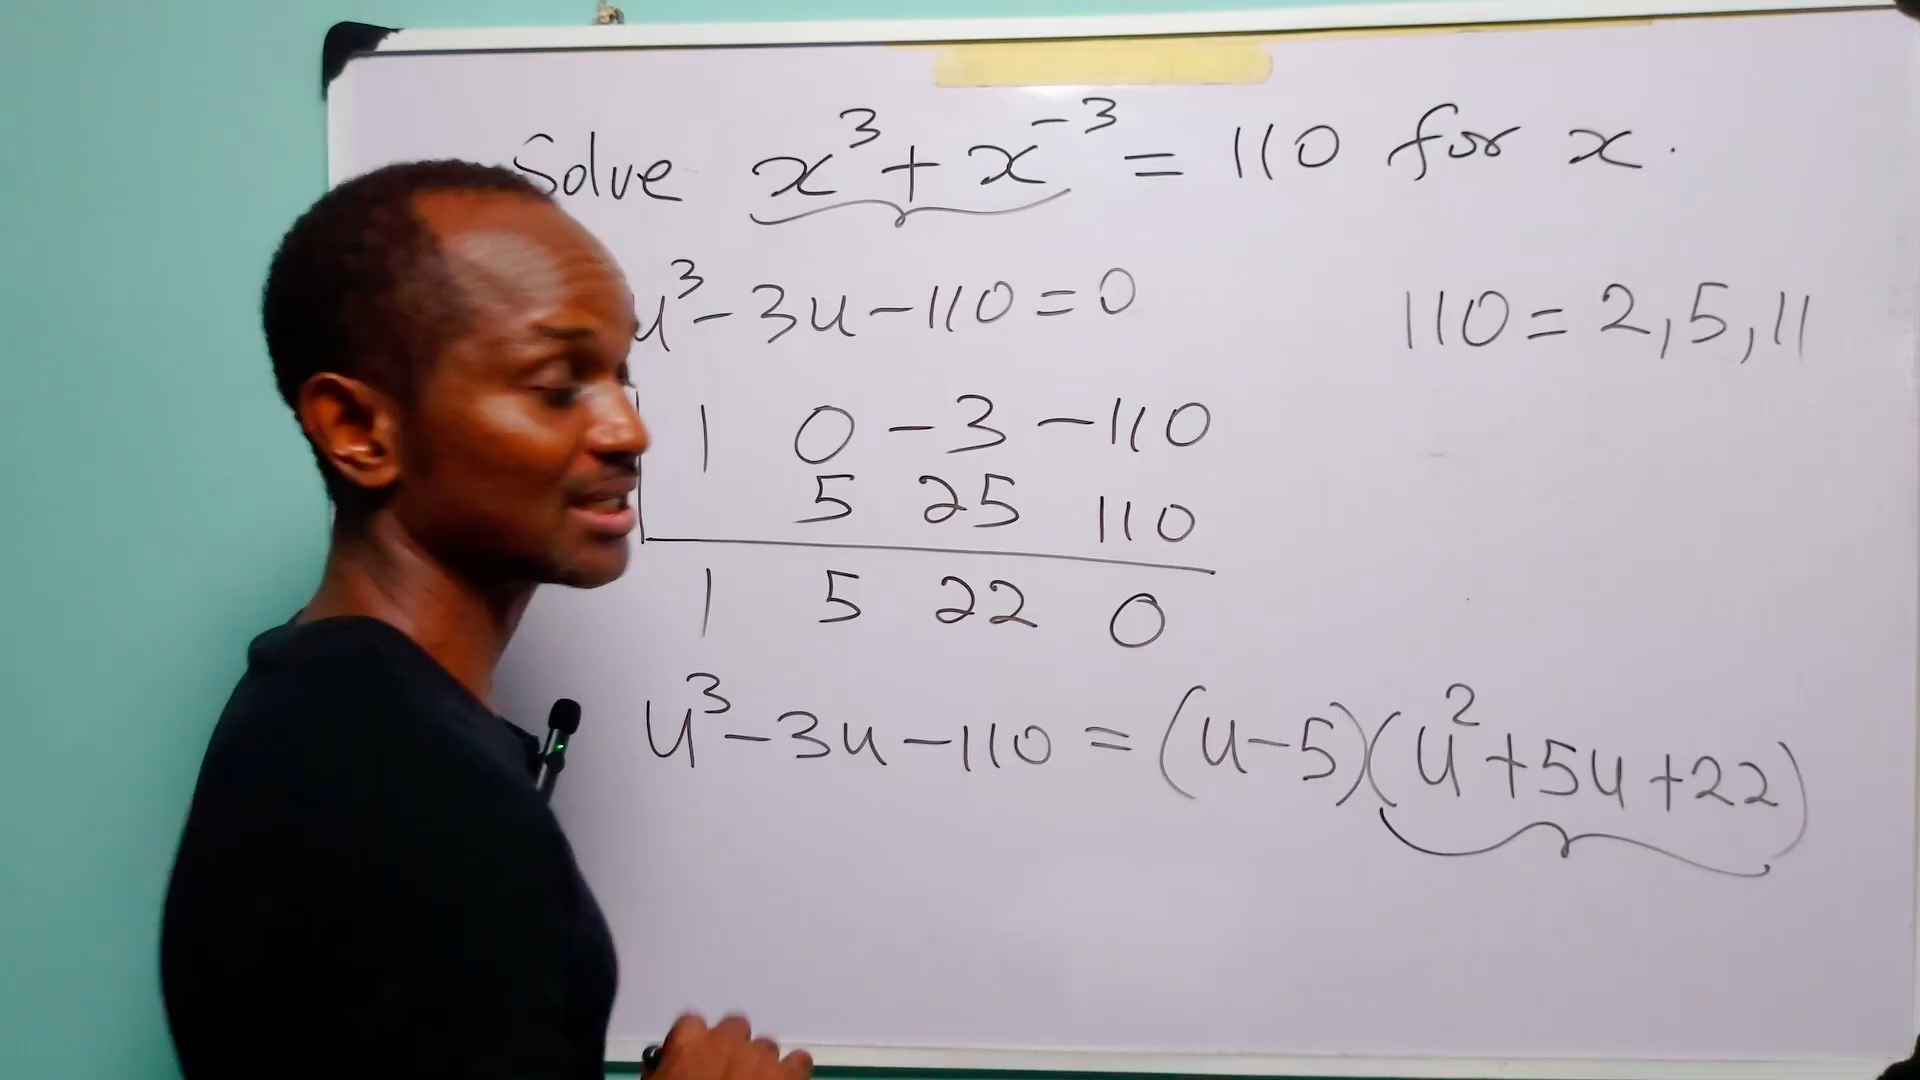 Solve x³ + x⁻³ = 110 for x.
u³ - 3u - 110 = 0
110 = 2, 5, 11
1 0 -3 -110
5 25 110
1 5 22 0
u³ - 3u - 110 = (u - 5)(u² + 5u + 22)